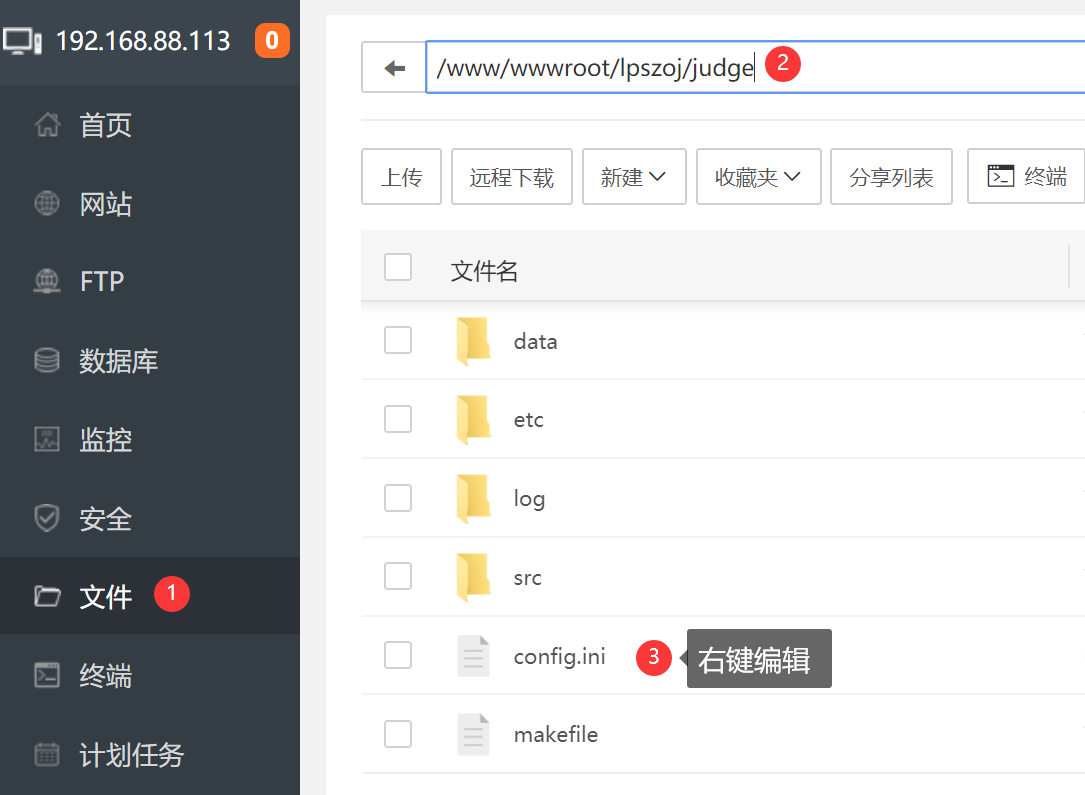 192.168.88.113 0
首页
网站
FTP
数据库
监控
安全
文件 1
终端
计划任务
/www/wwwroot/lpszoj/judge 2
上传 远程下载 新建 收藏夹 分享列表 终端
文件名
data
etc
log
src
config.ini 3 右键编辑
makefile